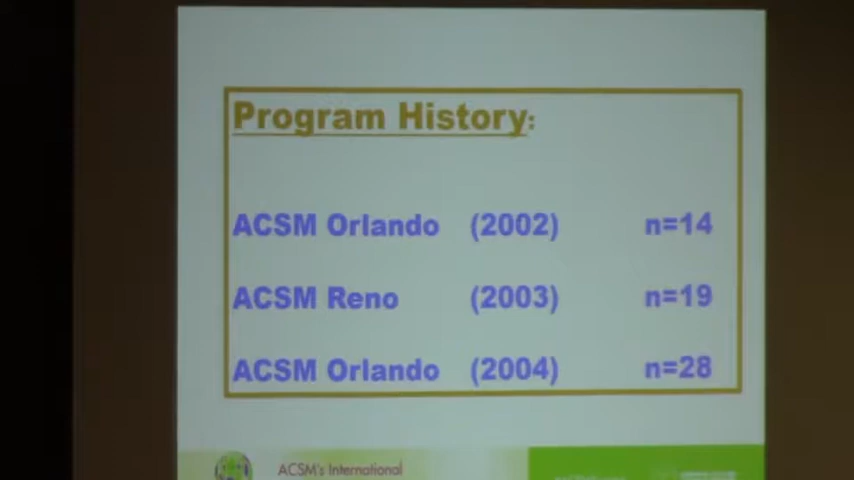 Program History:
ACSM Orlando (2002) n=14
ACSM Reno (2003) n=19
ACSM Orlando (2004) n=28
ACSM's International